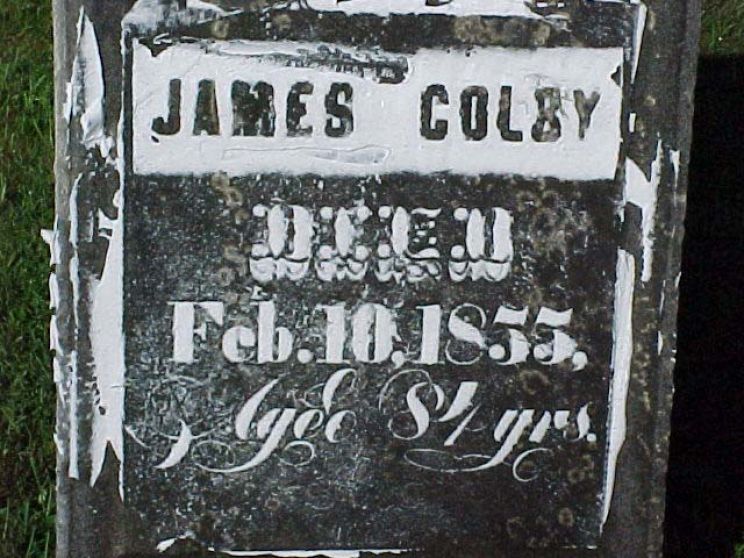 JAMES COLBY
DIED
Feb. 10, 1855,
Aged 84 yrs.